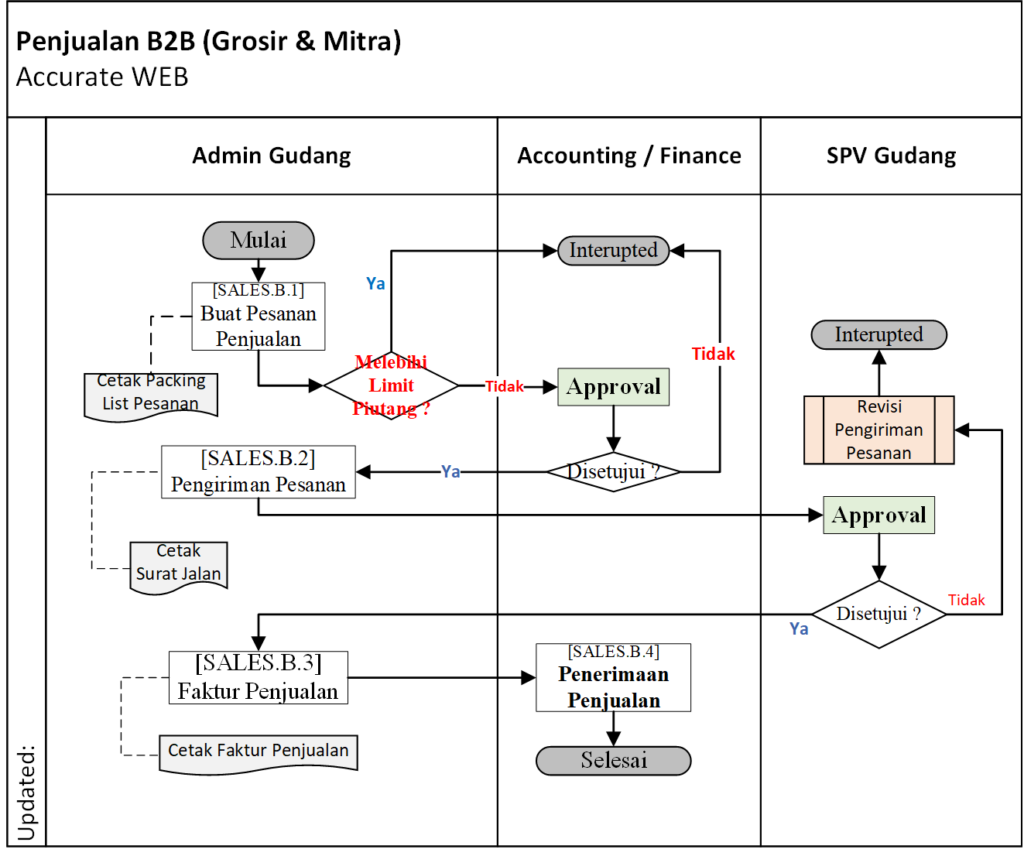 Penjualan B2B (Grosir & Mitra)
Accurate WEB
Admin Gudang
Accounting / Finance
SPV Gudang
Mulai
Interupted
Ya
[SALES.B.1]
Buat Pesanan
Penjualan
Interupted
Tidak
Melebihi
Limit
Piutang ?
Tidak
Approval
Cetak Packing
List Pesanan
Revisi
Pengiriman
Pesanan
[SALES.B.2]
Pengiriman Pesanan
Ya
Disetujui ?
Approval
Cetak
Surat Jalan
Disetujui ?
Tidak
Ya
[SALES.B.3]
Faktur Penjualan
[SALES.B.4]
Penerimaan
Penjualan
Cetak Faktur Penjualan
Selesai
Updated: